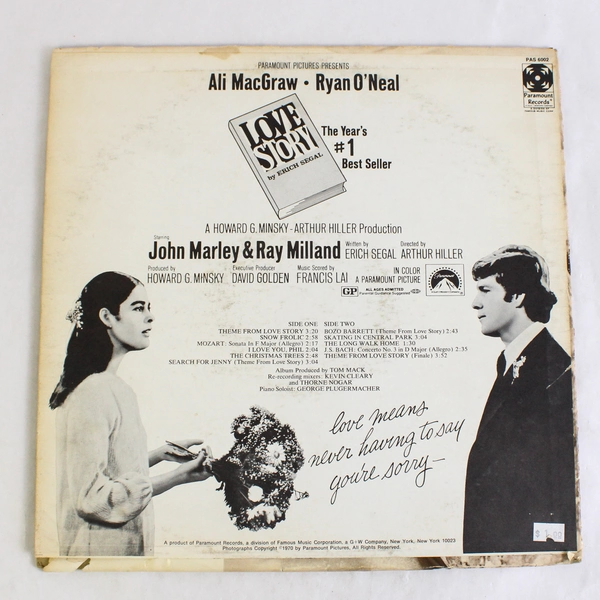 PARAMOUNT PICTURES PRESENTS
Ali MacGraw • Ryan O'Neal
PAS 6002
Paramount
Records
LOVE
STORY
by ERICH SEGAL
The Year's
#1
Best Seller
A HOWARD G. MINSKY - ARTHUR HILLER Production
Starring
John Marley & Ray Milland
Written by
ERICH SEGAL
Directed by
ARTHUR HILLER
Produced by
HOWARD G. MINSKY
Executive Producer
DAVID GOLDEN
Music Scored by
FRANCIS LAI
IN COLOR
A PARAMOUNT PICTURE
Paramount
GP
ALL AGES ADMITTED
Parental Guidance Suggested
SIDE ONE
THEME FROM LOVE STORY 3:20
SNOW FROLIC 2:58
MOZART: Sonata in F Major (Allegro) 2:17
I LOVE YOU, PHIL 2:04
THE CHRISTMAS TREES 2:48
SEARCH FOR JENNY (Theme From Love Story) 3:04
SIDE TWO
BOZO BARRETT (Theme From Love Story) 2:43
SKATING IN CENTRAL PARK 3:04
THE LONG WALK HOME 1:30
J.S. BACH: Concerto No. 3 in D Major (Allegro) 2:35
THEME FROM LOVE STORY (Finale) 3:52
Album Produced by TOM MACK
Re-recording mixers: KEVIN CLEARY
and THORNE NOGAR
Piano Soloist: GEORGE PLUGERMACHER
love means
never having to say
you're sorry—
A product of Paramount Records, a division of Famous Music Corporation, a G+W Company, New York, New York 10023
Photographs Copyright ©1970 by Paramount Pictures, All Rights Reserved.